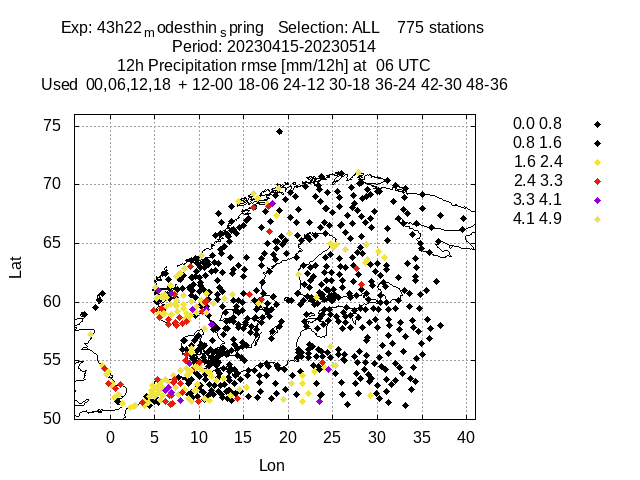 Exp: 43h22modesthinspring Selection: ALL 775 stations
Period: 20230415-20230514
12h Precipitation rmse [mm/12h] at 06 UTC
Used 00,06,12,18 + 12-00 18-06 24-12 30-18 36-24 42-30 48-36
75
70
65
60
55
50
Lat
0 5 10 15 20 25 30 35 40
Lon
0.0 0.8
0.8 1.6
1.6 2.4
2.4 3.3
3.3 4.1
4.1 4.9